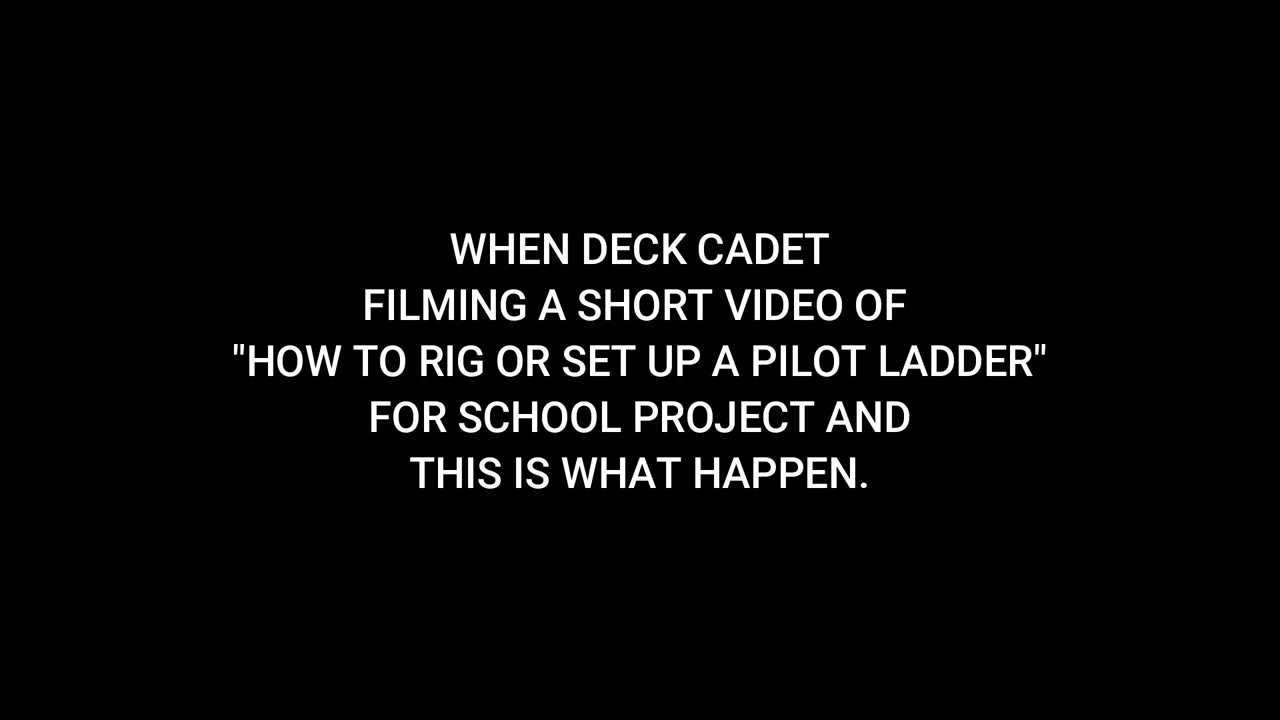 WHEN DECK CADET
FILMING A SHORT VIDEO OF
"HOW TO RIG OR SET UP A PILOT LADDER"
FOR SCHOOL PROJECT AND
THIS IS WHAT HAPPEN.